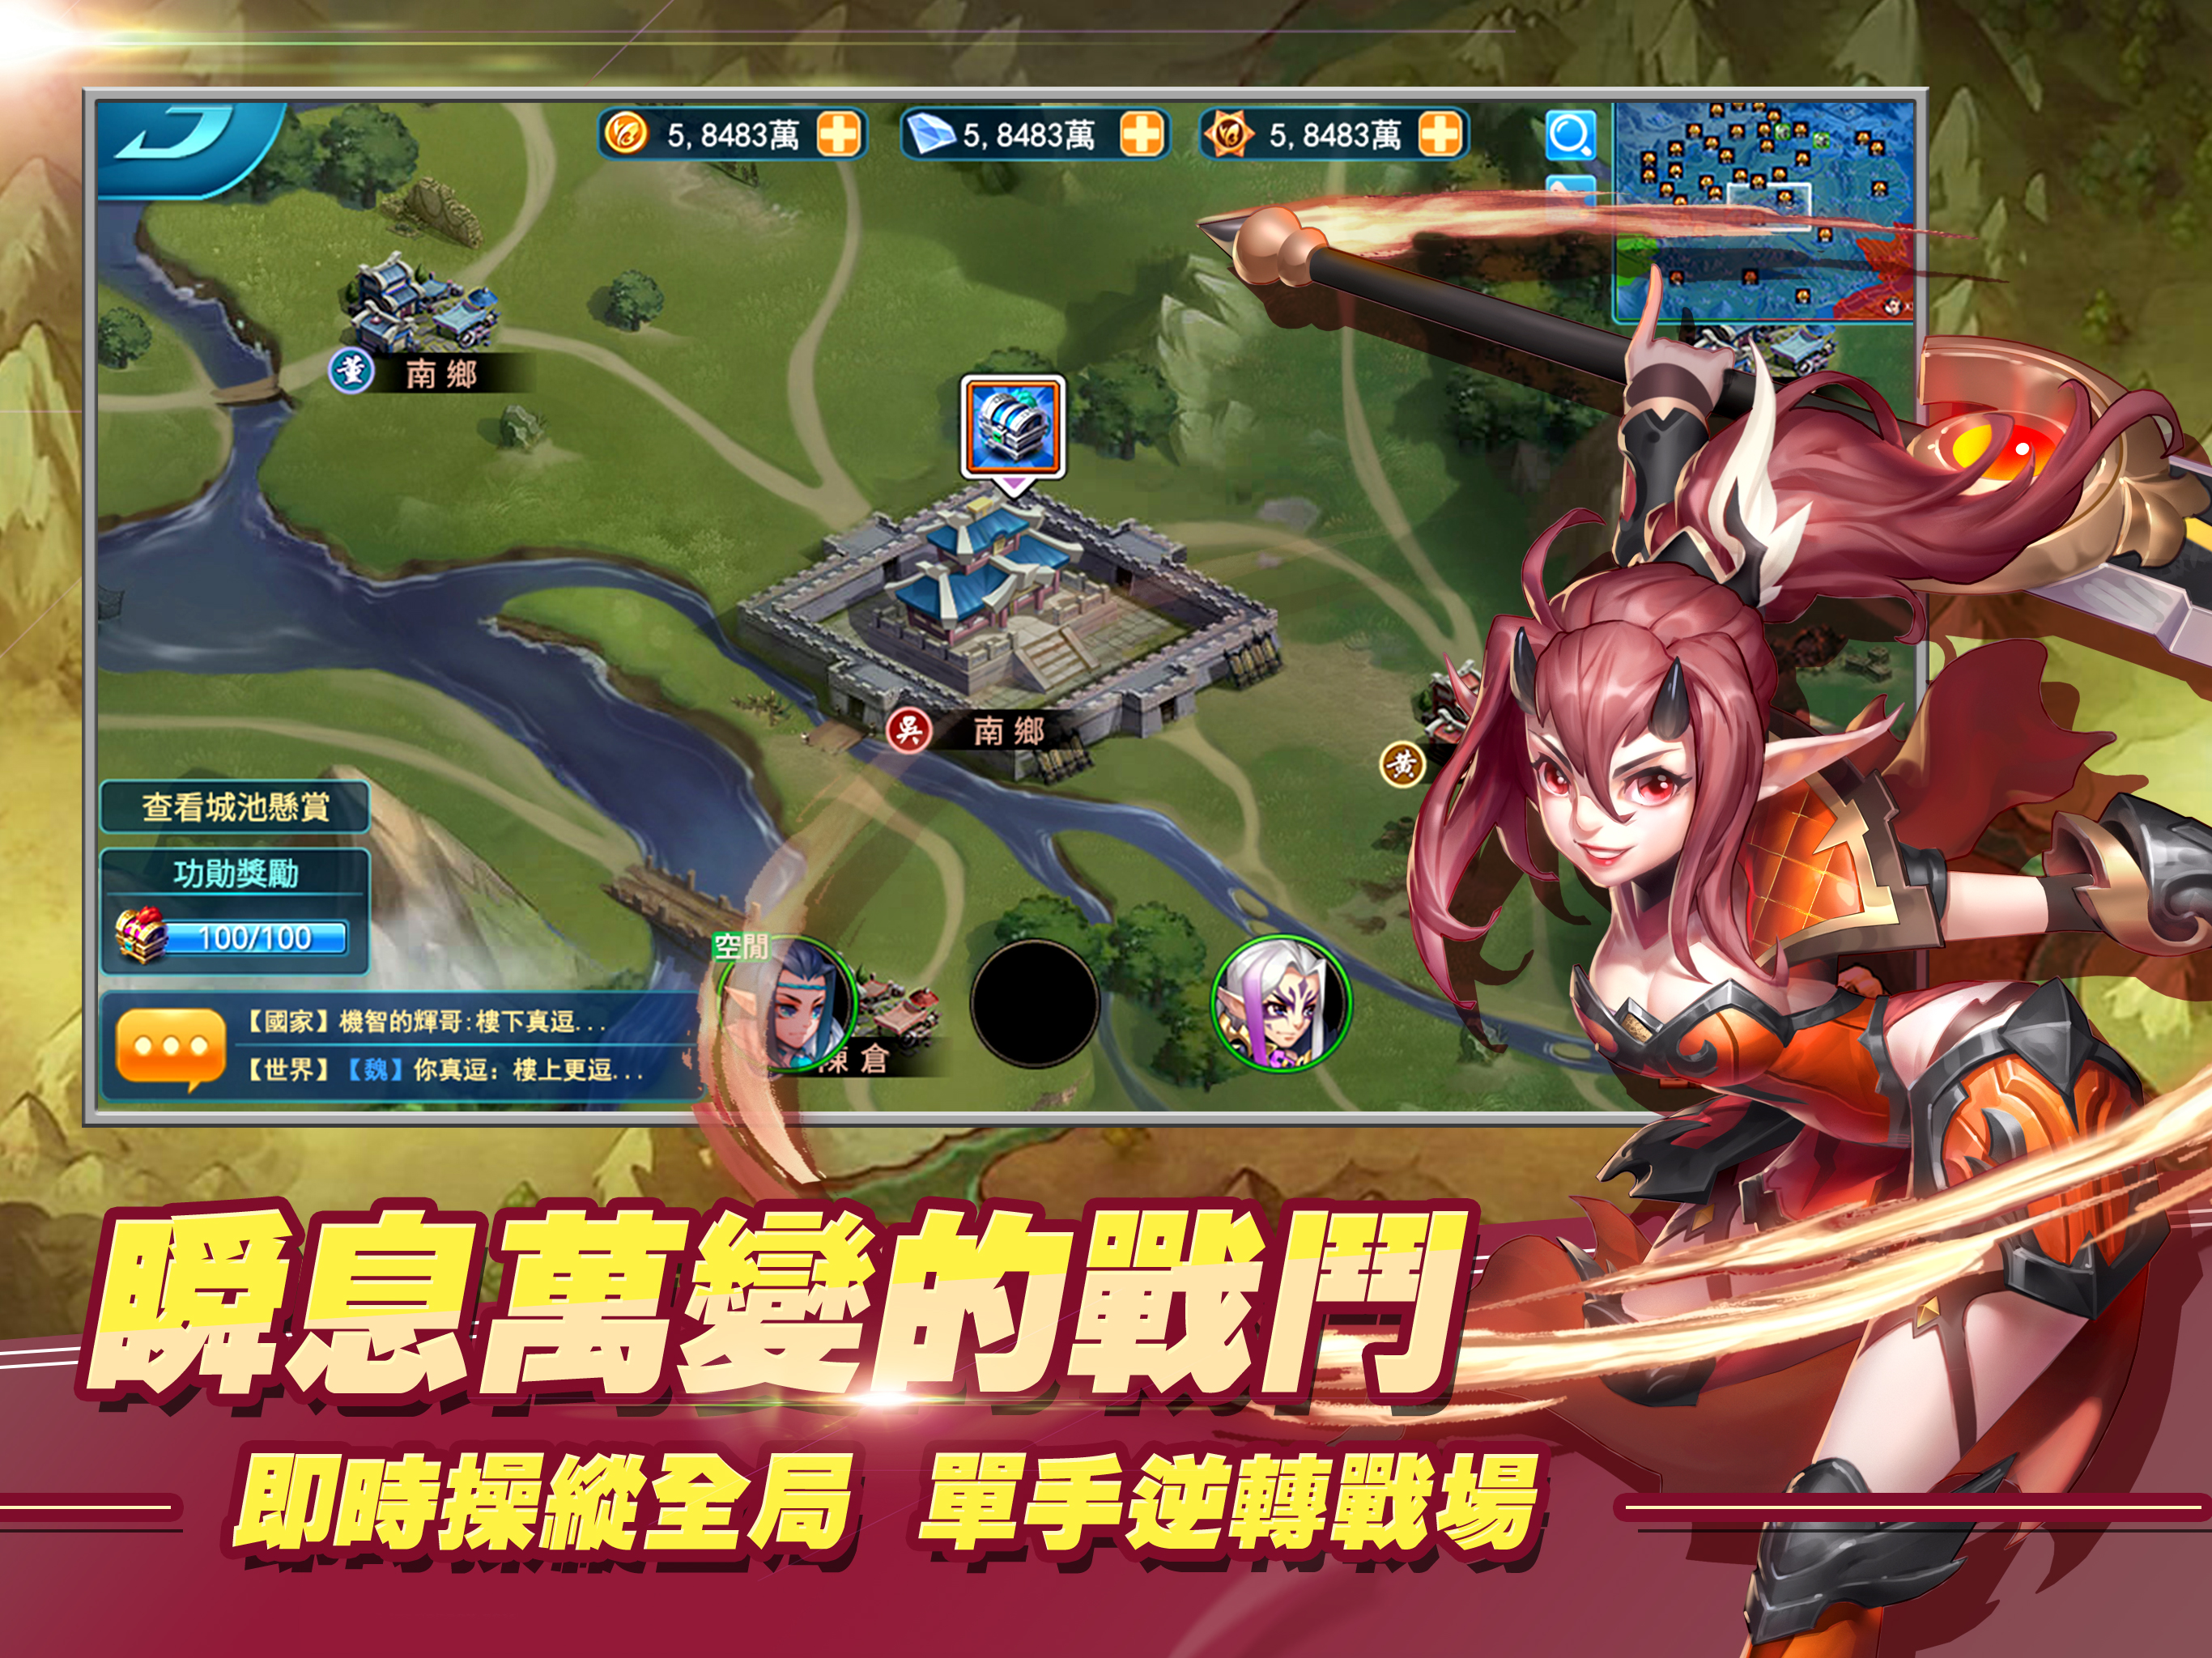 5,8483萬
5,8483萬
5,8483萬
董
南鄉
吳
南鄉
黃
查看城池懸賞
功勛獎勵
100/100
空閒
【國家】機智的輝哥:樓下真逗...
【世界】【魏】你真逗：樓上更逗...
陳倉
瞬息萬變的戰鬥
即時操縱全局 單手逆轉戰場